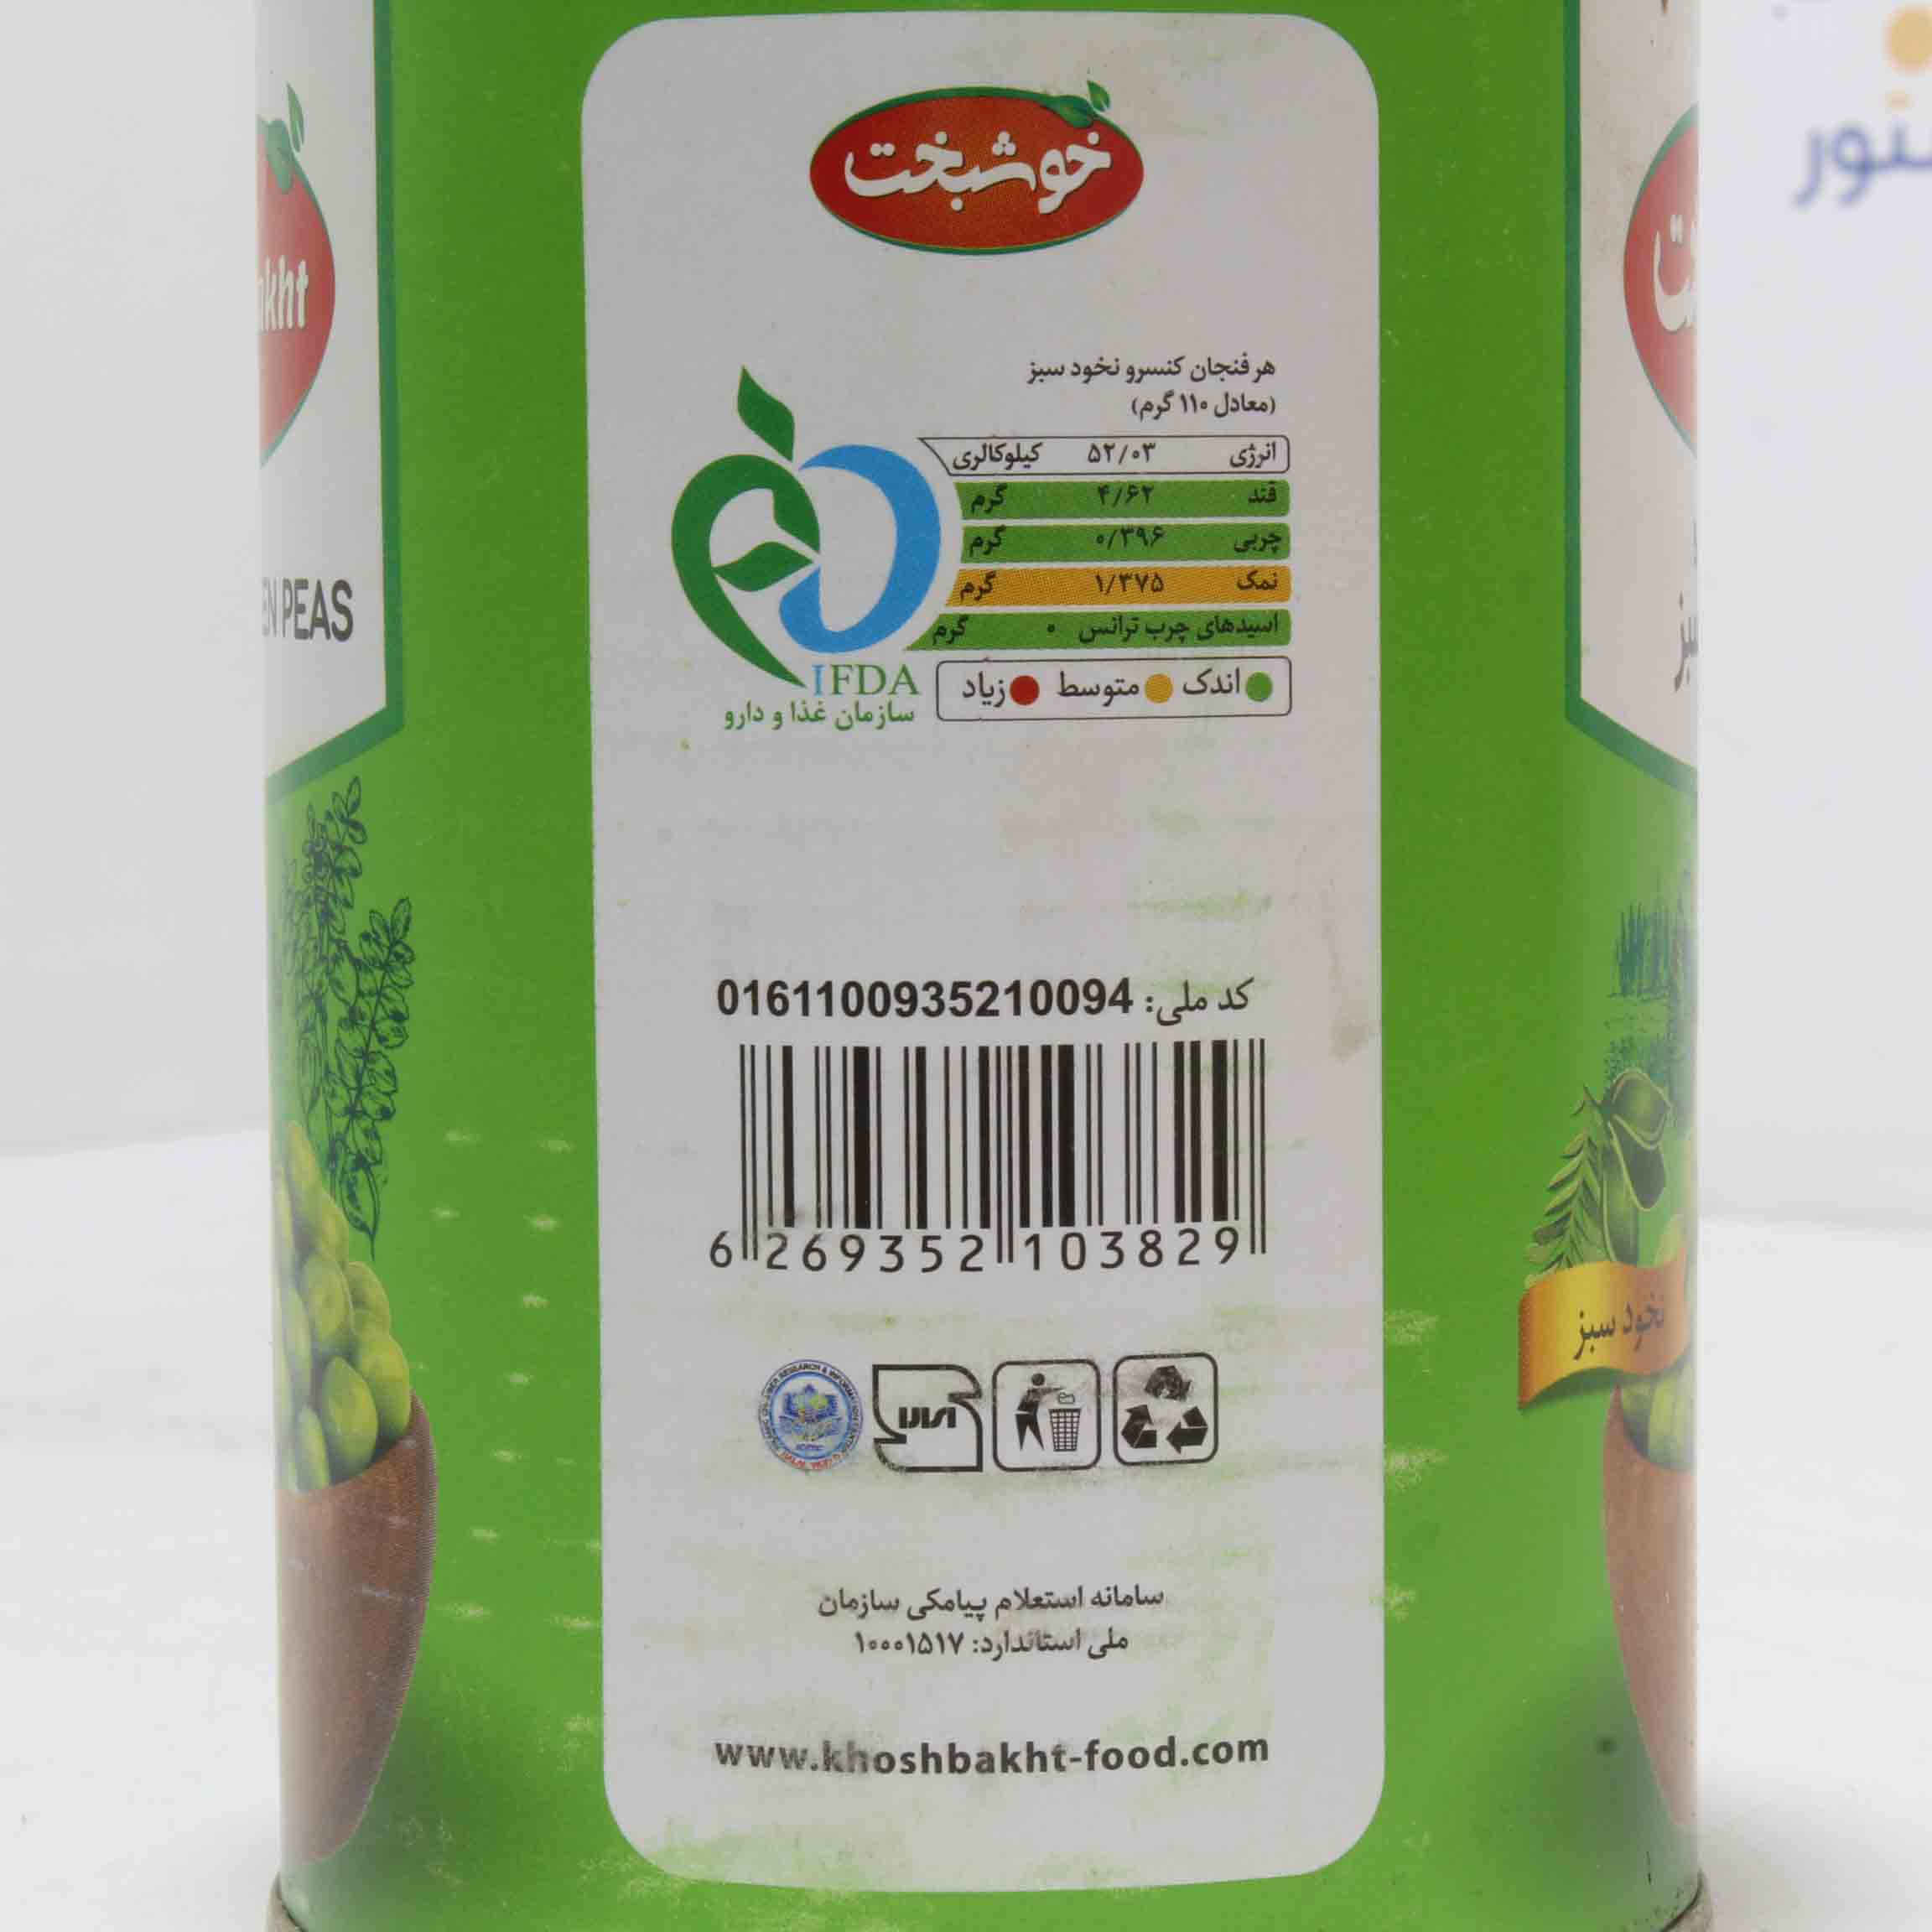 خوشبخت
هر فنجان کنسرو نخود سبز
(معادل ۱۱۰ گرم)
انرژی ۵۲/۰۳ کیلوکالری
قند ۴/۶۲ گرم
چربی ۰/۳۹۶ گرم
نمک ۱/۳۷۵ گرم
اسیدهای چرب ترانس ۰ گرم
اندک متوسط زیاد
IFDA
سازمان غذا و دارو
کد ملی: 0161100935210094
6 269352 103829
سامانه استعلام پیامکی سازمان
ملی استاندارد: ۱۰۰۰۱۵۱۷
www.khoshbakht-food.com
PEAS
نخود سبز